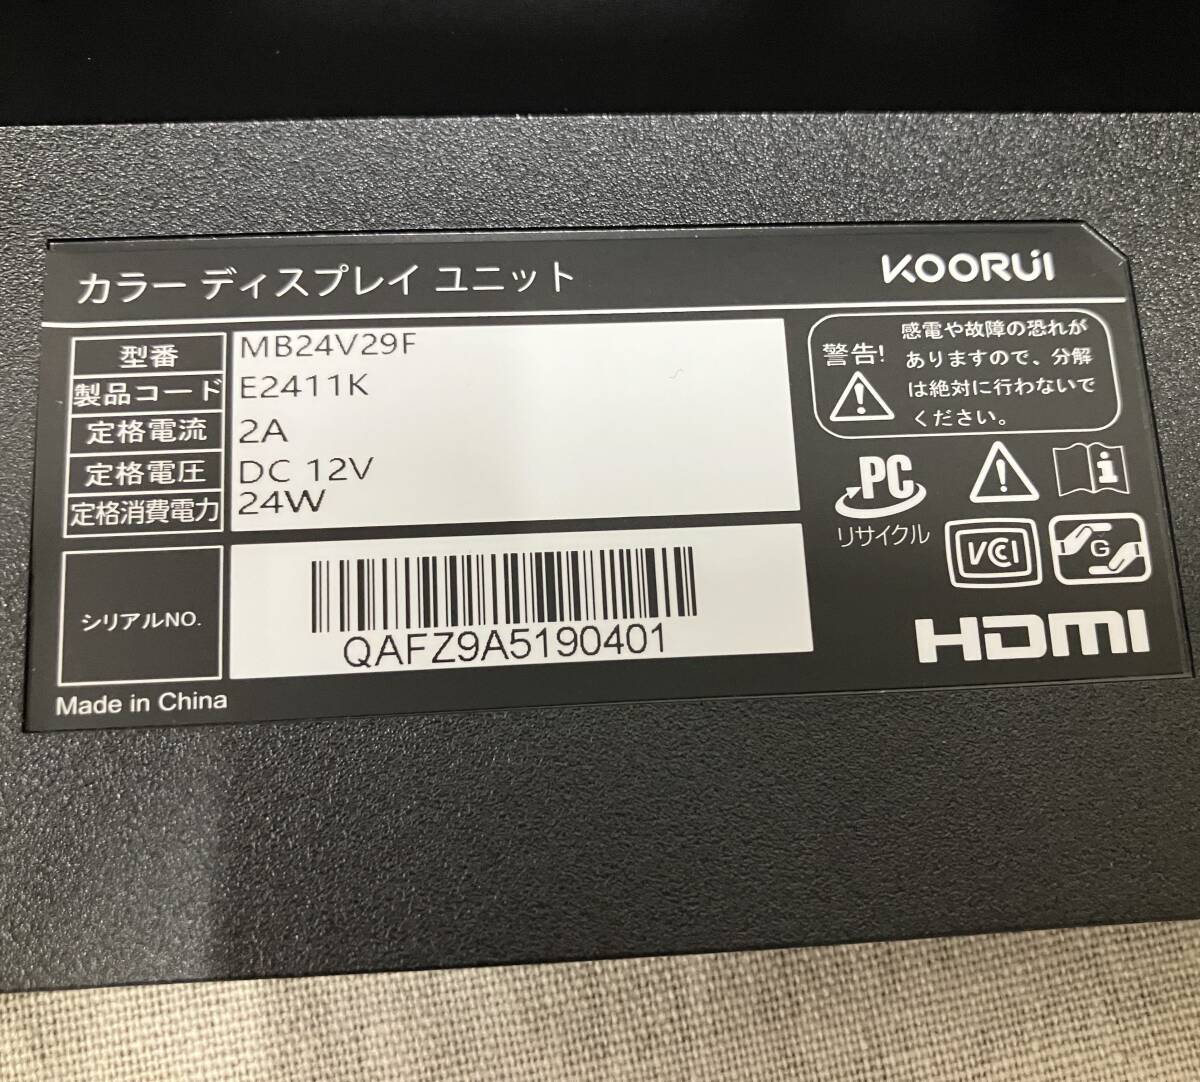 カラー ディスプレイ ユニット
KOORUI
型番 MB24V29F
製品コード E2411K
定格電流 2A
定格電圧 DC 12V
定格消費電力 24W
警告!
感電や故障の恐れが
ありますので、分解
は絶対に行わないで
ください。
PC
リサイクル
VCCI
G
HDMI
シリアルNO.
QAFZ9A5190401
Made in China